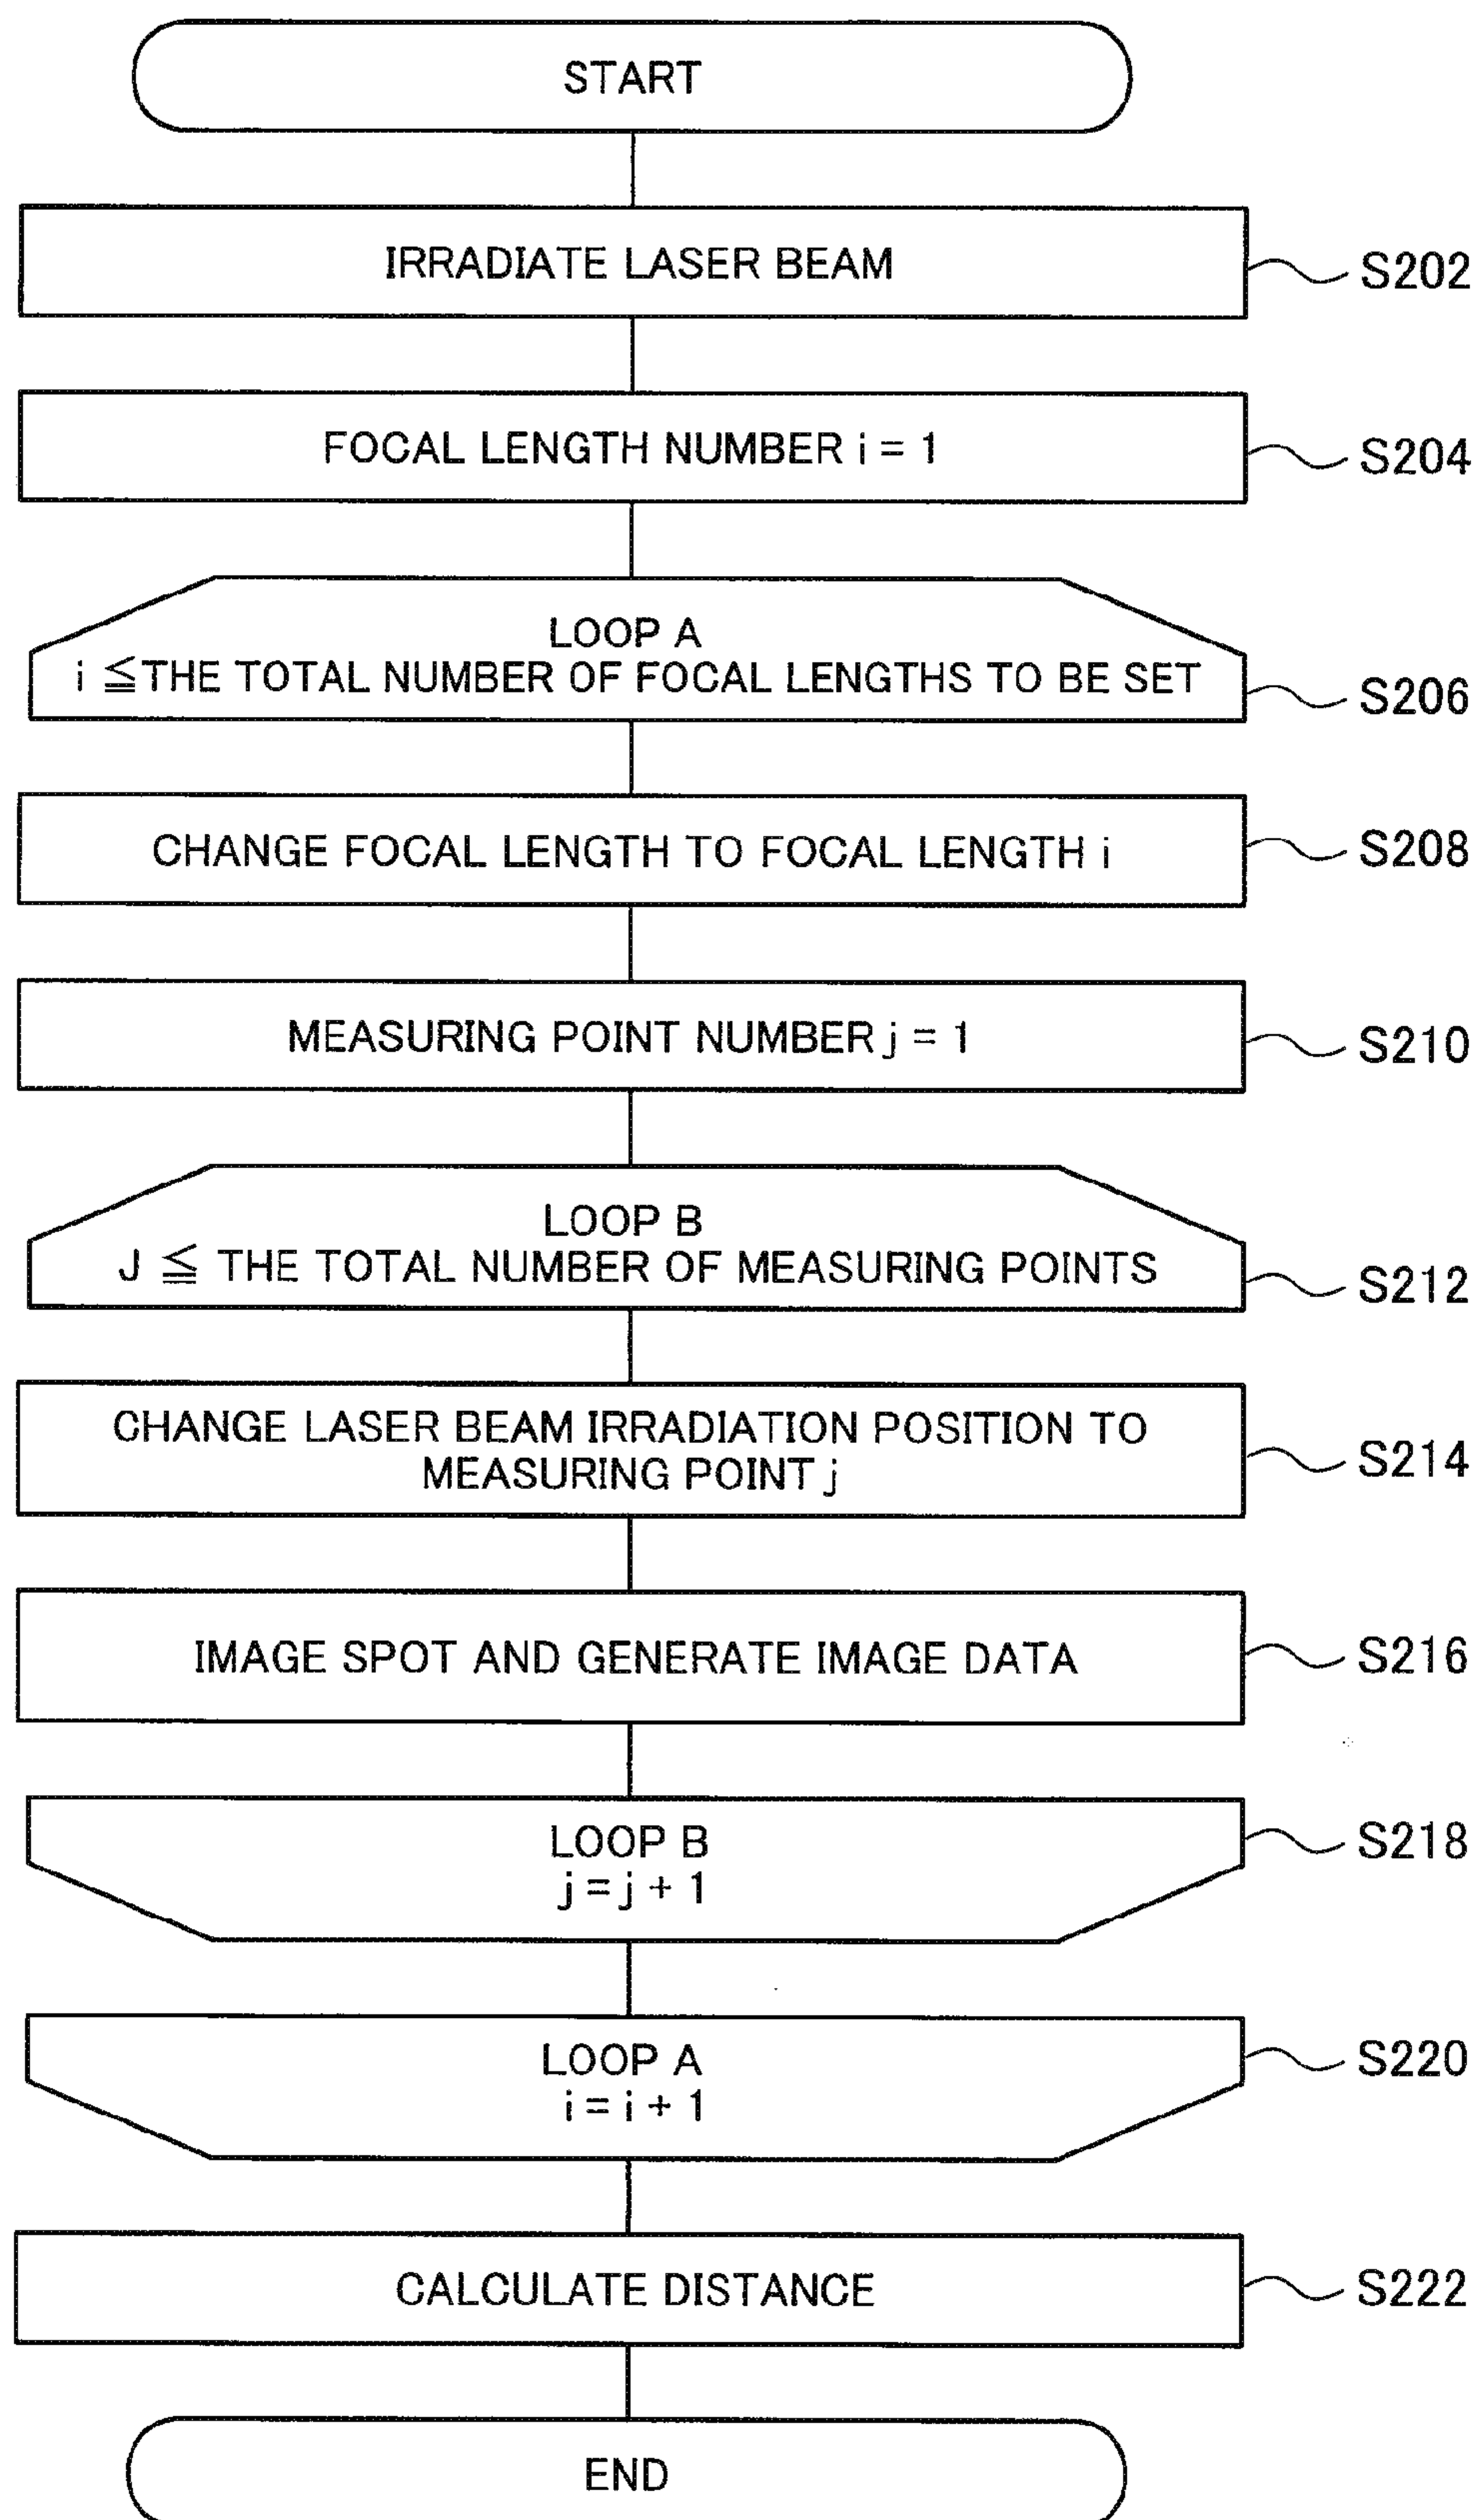 START
IRRADIATE LASER BEAM
S202
FOCAL LENGTH NUMBER i = 1
S204
LOOP A
i ≦THE TOTAL NUMBER OF FOCAL LENGTHS TO BE SET
S206
CHANGE FOCAL LENGTH TO FOCAL LENGTH i
S208
MEASURING POINT NUMBER j = 1
S210
LOOP B
J ≦ THE TOTAL NUMBER OF MEASURING POINTS
S212
CHANGE LASER BEAM IRRADIATION POSITION TO
MEASURING POINT j
S214
IMAGE SPOT AND GENERATE IMAGE DATA
S216
LOOP B
j = j + 1
S218
LOOP A
i = i + 1
S220
CALCULATE DISTANCE
S222
END